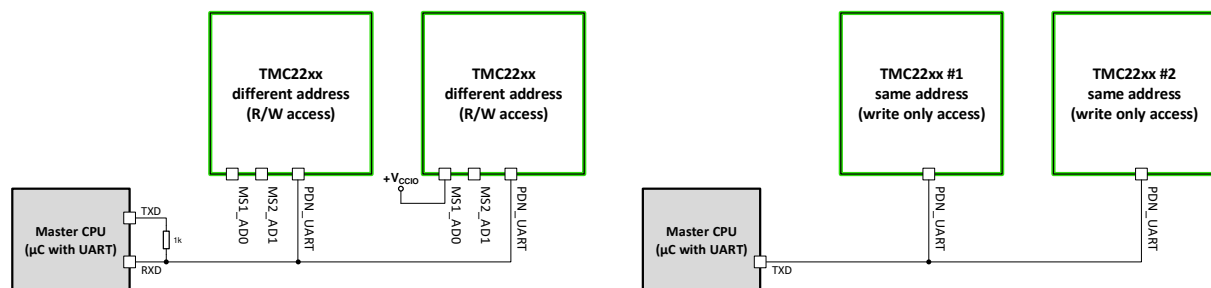 TMC22xx
different address
(R/W access)
TMC22xx
different address
(R/W access)
+VCCIO
MS1_AD0
MS2_AD1
PDN_UART
MS1_AD0
MS2_AD1
PDN_UART
Master CPU
(µC with UART)
TXD
1k
RXD
TMC22xx #1
same address
(write only access)
TMC22xx #2
same address
(write only access)
PDN_UART
PDN_UART
Master CPU
(µC with UART)
TXD